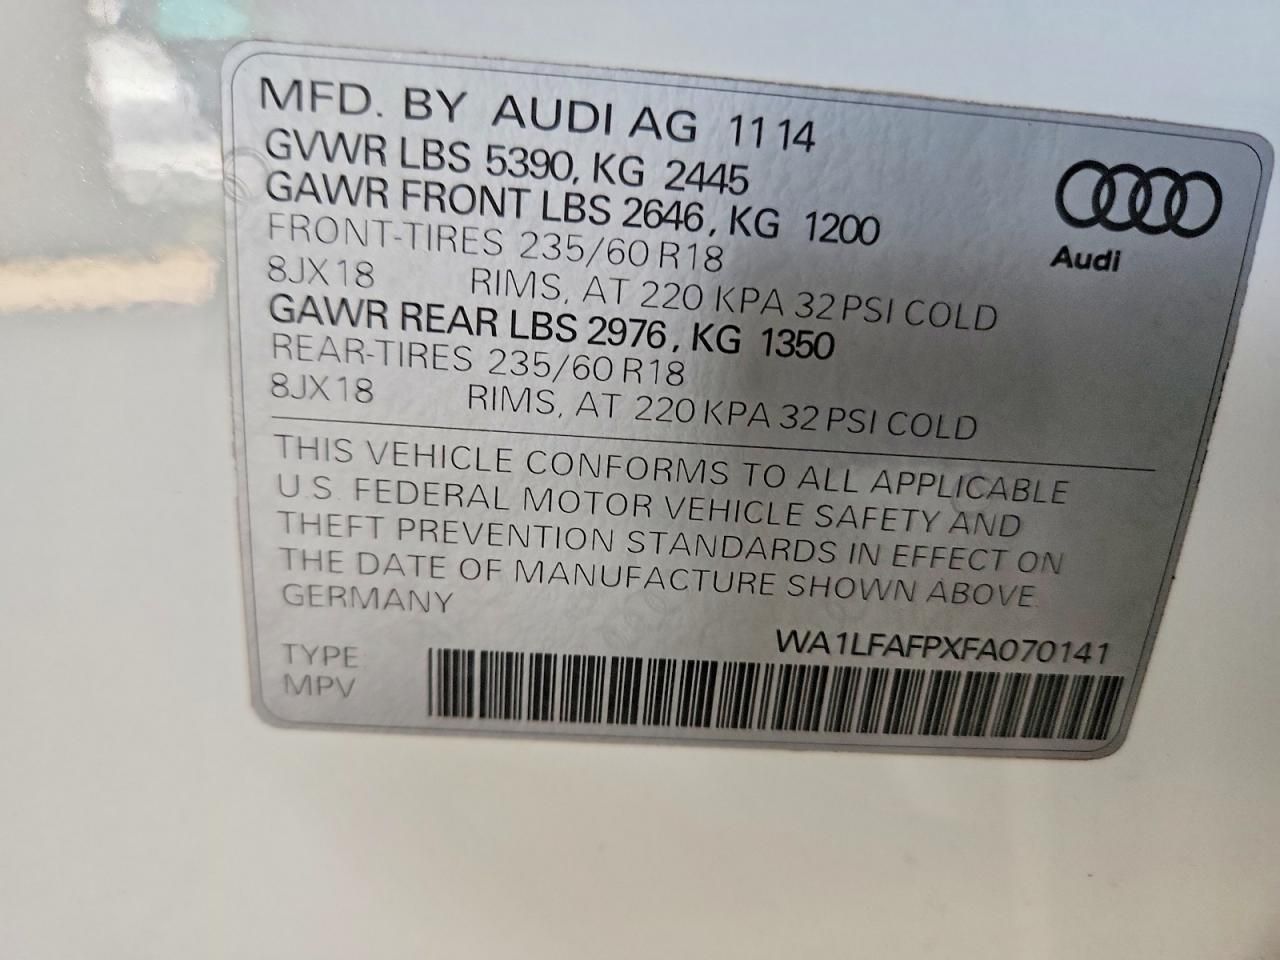 MFD. BY AUDI AG 11 14
GVWR LBS 5390, KG 2445
GAWR FRONT LBS 2646, KG 1200
FRONT-TIRES 235/60 R18
8JX18 RIMS, AT 220 KPA 32 PSI COLD
GAWR REAR LBS 2976, KG 1350
REAR-TIRES 235/60 R18
8JX18 RIMS, AT 220 KPA 32 PSI COLD
Audi
THIS VEHICLE CONFORMS TO ALL APPLICABLE
U.S. FEDERAL MOTOR VEHICLE SAFETY AND
THEFT PREVENTION STANDARDS IN EFFECT ON
THE DATE OF MANUFACTURE SHOWN ABOVE
GERMANY
WA1LFAFPXFA070141
TYPE:
MPV